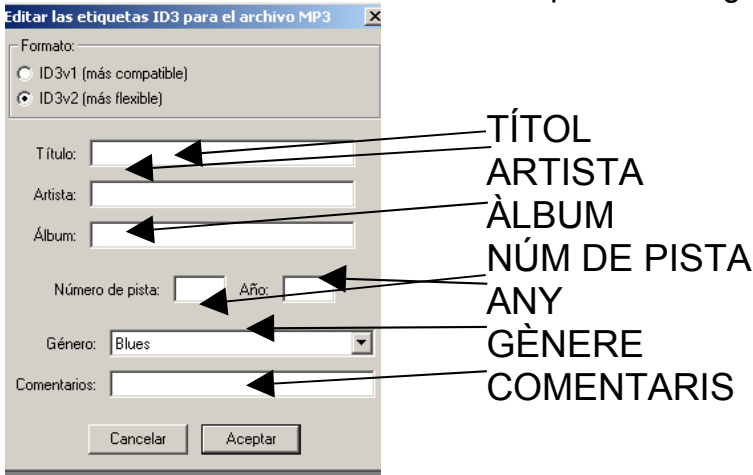 Editar las etiquetas ID3 para el archivo MP3
Formato:
ID3v1 (más compatible)
ID3v2 (más flexible)
Título:
Artista:
Álbum:
Número de pista: Año:
Género: Blues
Comentarios:
Cancelar Aceptar
TÍTOL
ARTISTA
ÀLBUM
NÚM DE PISTA
ANY
GÈNERE
COMENTARIS